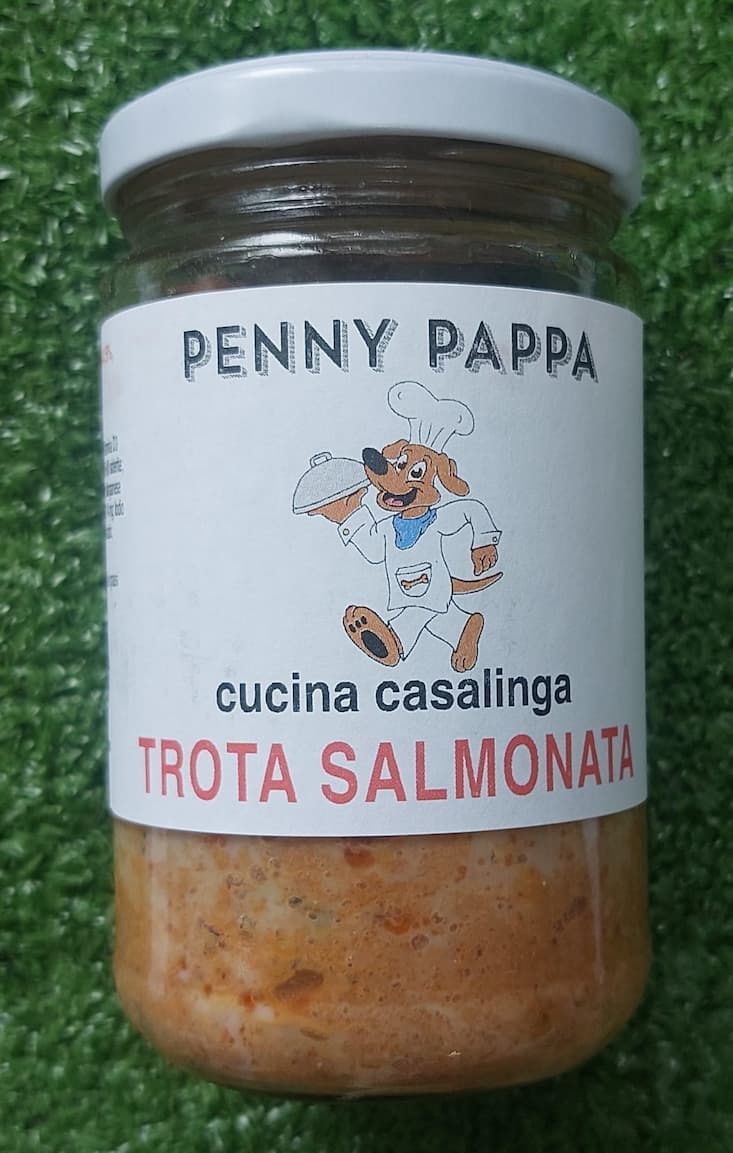 PENNY PAPPA
cucina casalinga
TROTA SALMONATA